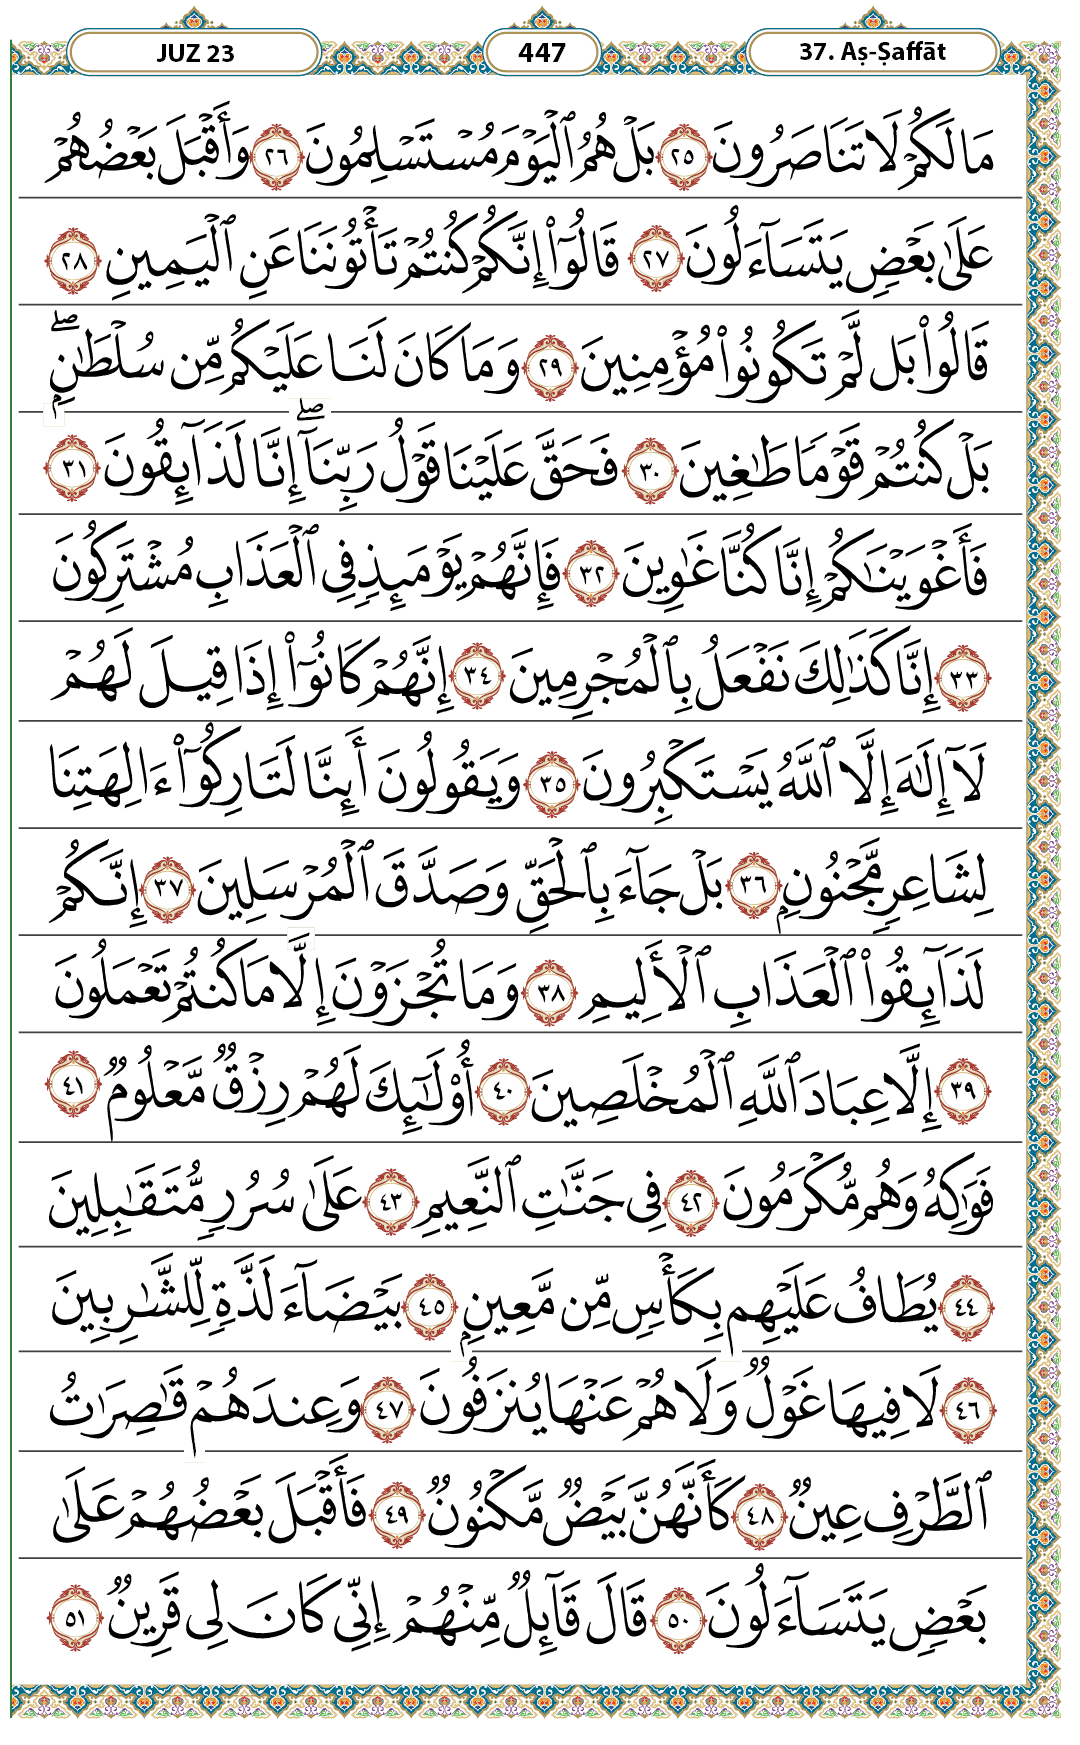 JUZ 23 447 37. Aṣ-Ṣaffāt
مَا لَكُمْ لَا تَنَاصَرُونَ ٢٥ بَلْ هُمُ ٱلْيَوْمَ مُسْتَسْلِمُونَ ٢٦ وَأَقْبَلَ بَعْضُهُمْ
عَلَىٰ بَعْضٍ يَتَسَآءَلُونَ ٢٧ قَالُوٓا۟ إِنَّكُمْ كُنتُمْ تَأْتُونَنَا عَنِ ٱلْيَمِينِ ٢٨
قَالُوا۟ بَل لَّمْ تَكُونُوا۟ مُؤْمِنِينَ ٢٩ وَمَا كَانَ لَنَا عَلَيْكُم مِّن سُلْطَٰنٍۭ ۖ
بَلْ كُنتُمْ قَوْمًا طَٰغِينَ ٣٠ فَحَقَّ عَلَيْنَا قَوْلُ رَبِّنَآ ۖ إِنَّا لَذَآئِقُونَ ٣١
فَأَغْوَيْنَٰكُمْ إِنَّا كُنَّا غَٰوِينَ ٣٢ فَإِنَّهُمْ يَوْمَئِذٍ فِى ٱلْعَذَابِ مُشْتَرِكُونَ
٣٣ إِنَّا كَذَٰلِكَ نَفْعَلُ بِٱلْمُجْرِمِينَ ٣٤ إِنَّهُمْ كَانُوٓا۟ إِذَا قِيلَ لَهُمْ
لَآ إِلَٰهَ إِلَّا ٱللَّهُ يَسْتَكْبِرُونَ ٣٥ وَيَقُولُونَ أَئِنَّا لَتَارِكُوٓا۟ ءَالِهَتِنَا
لِشَاعِرٍ مَّجْنُونٍۭ ٣٦ بَلْ جَآءَ بِٱلْحَقِّ وَصَدَّقَ ٱلْمُرْسَلِينَ ٣٧ إِنَّكُمْ
لَذَآئِقُوا۟ ٱلْعَذَابِ ٱلْأَلِيمِ ٣٨ وَمَا تُجْزَوْنَ إِلَّا مَا كُنتُمْ تَعْمَلُونَ
٣٩ إِلَّا عِبَادَ ٱللَّهِ ٱلْمُخْلَصِينَ ٤٠ أُو۟لَٰٓئِكَ لَهُمْ رِزْقٌ مَّعْلُومٌ ٤١
فَوَٰكِهُ وَهُم مُّكْرَمُونَ ٤٢ فِى جَنَّٰتِ ٱلنَّعِيمِ ٤٣ عَلَىٰ سُرُرٍ مُّتَقَٰبِلِينَ
٤٤ يُطَافُ عَلَيْهِم بِكَأْسٍ مِّن مَّعِينٍۭ ٤٥ بَيْضَآءَ لَذَّةٍ لِّلشَّٰرِبِينَ
٤٦ لَا فِيهَا غَوْلٌ وَلَا هُمْ عَنْهَا يُنزَفُونَ ٤٧ وَعِندَهُمْ قَٰصِرَٰتُ
ٱلطَّرْفِ عِينٌ ٤٨ كَأَنَّهُنَّ بَيْضٌ مَّكْنُونٌ ٤٩ فَأَقْبَلَ بَعْضُهُمْ عَلَىٰ
بَعْضٍ يَتَسَآءَلُونَ ٥٠ قَالَ قَآئِلٌ مِّنْهُمْ إِنِّى كَانَ لِى قَرِينٌ ٥١